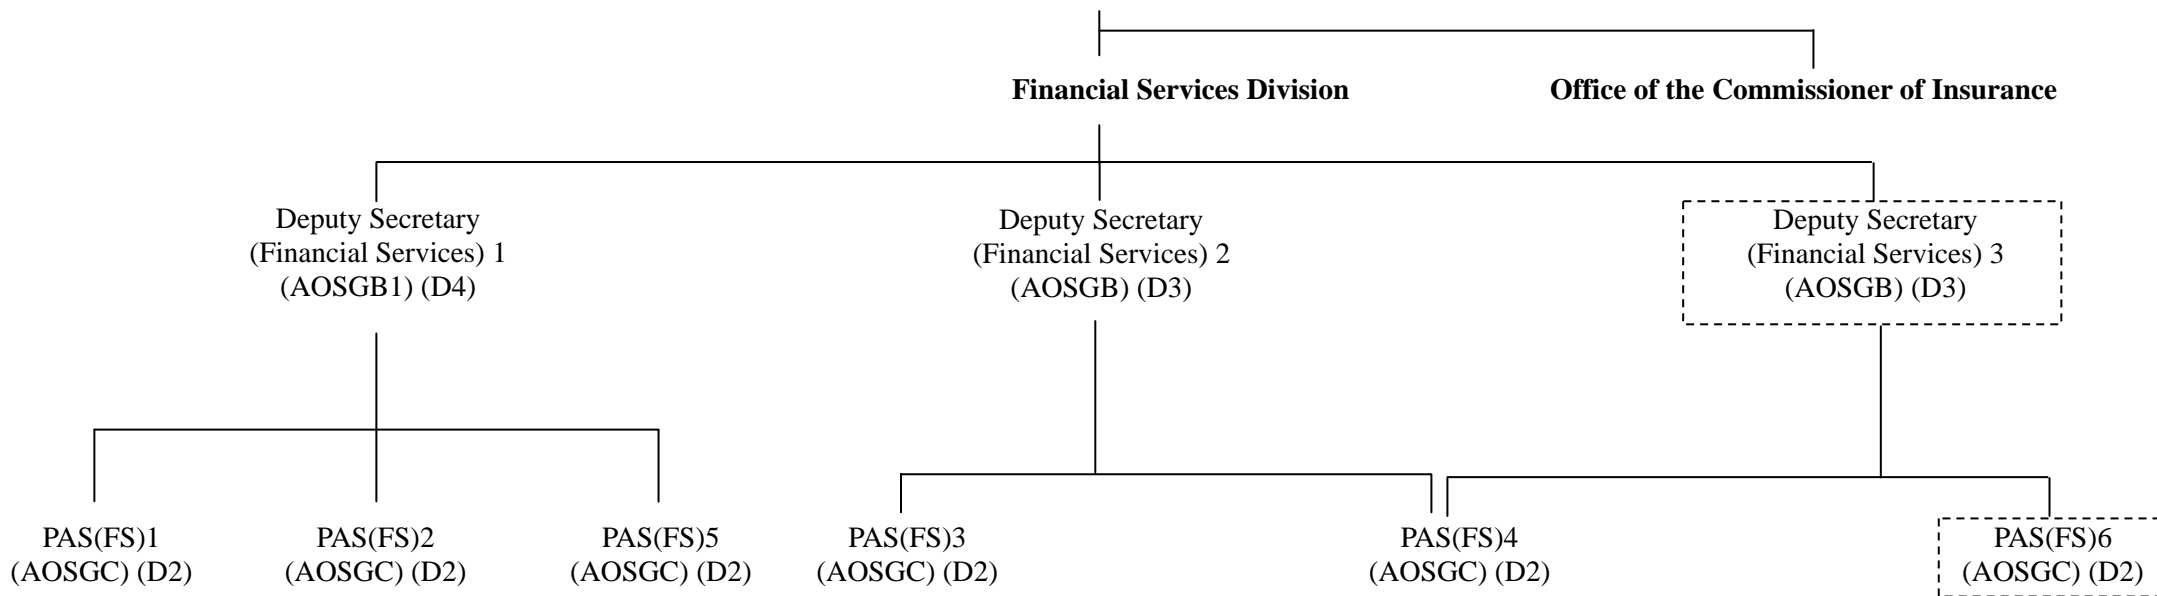 Financial Services Division
Office of the Commissioner of Insurance
Deputy Secretary
(Financial Services) 1
(AOSGB1) (D4)
Deputy Secretary
(Financial Services) 2
(AOSGB) (D3)
Deputy Secretary
(Financial Services) 3
(AOSGB) (D3)
PAS(FS)1
(AOSGC) (D2)
PAS(FS)2
(AOSGC) (D2)
PAS(FS)5
(AOSGC) (D2)
PAS(FS)3
(AOSGC) (D2)
PAS(FS)4
(AOSGC) (D2)
PAS(FS)6
(AOSGC) (D2)